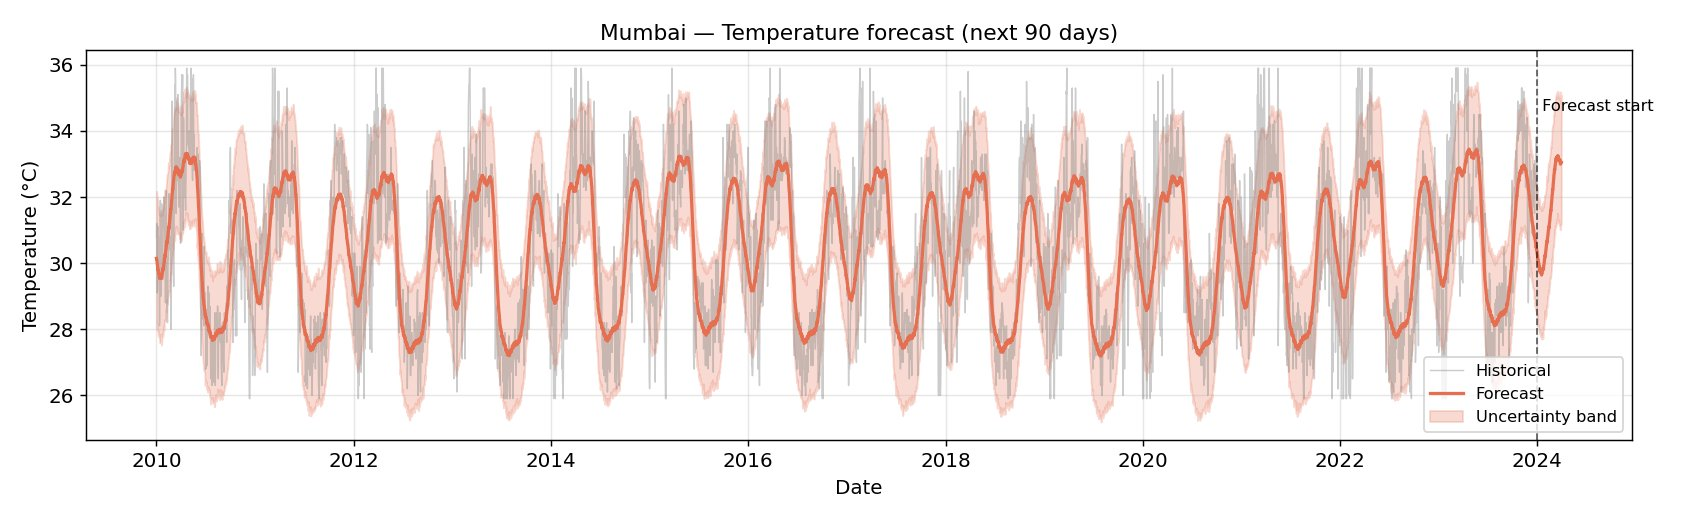 Mumbai — Temperature forecast (next 90 days)
Temperature (°C)
36
34
32
30
28
26
Forecast start
Historical
Forecast
Uncertainty band
2010
2012
2014
2016
2018
2020
2022
2024
Date